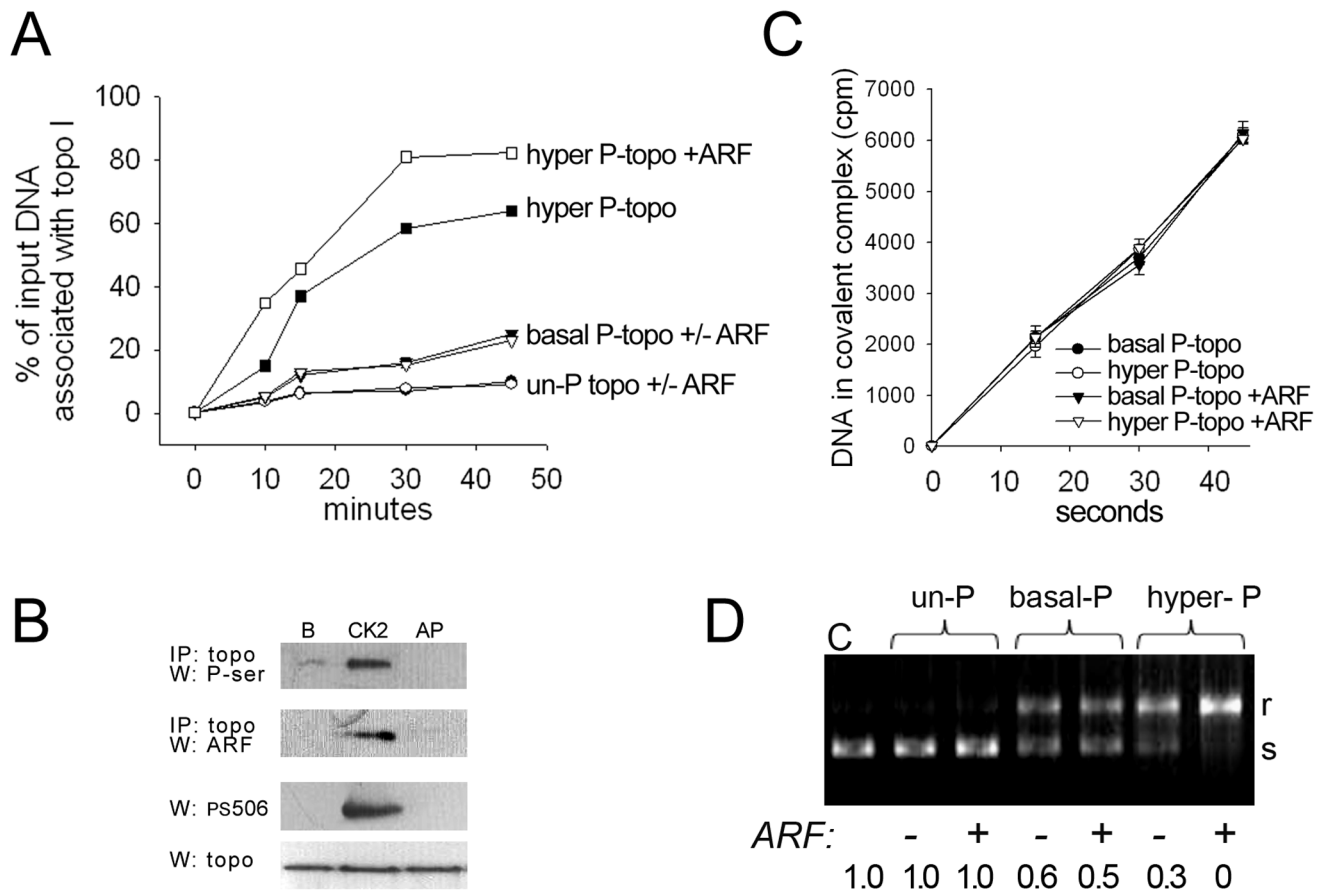 A
100
80
60
40
20
0
% of input DNA
associated with topo I
hyper P-topo +ARF
hyper P-topo
basal P-topo +/- ARF
un-P topo +/- ARF
0 10 20 30 40 50
minutes
C
7000
6000
5000
4000
3000
2000
1000
0
DNA in covalent complex (cpm)
basal P-topo
hyper P-topo
basal P-topo +ARF
hyper P-topo +ARF
0 10 20 30 40
seconds
B
B CK2 AP
IP: topo
W: P-ser
IP: topo
W: ARF
W: PS506
W: topo
D
un-P basal-P hyper- P
C
r
s
ARF: - + - + - +
1.0 1.0 1.0 0.6 0.5 0.3 0